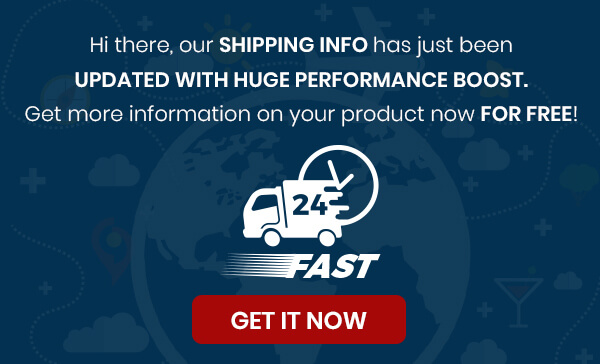 Hi there, our SHIPPING INFO has just been
UPDATED WITH HUGE PERFORMANCE BOOST.
Get more information on your product now FOR FREE!
24
FAST
GET IT NOW